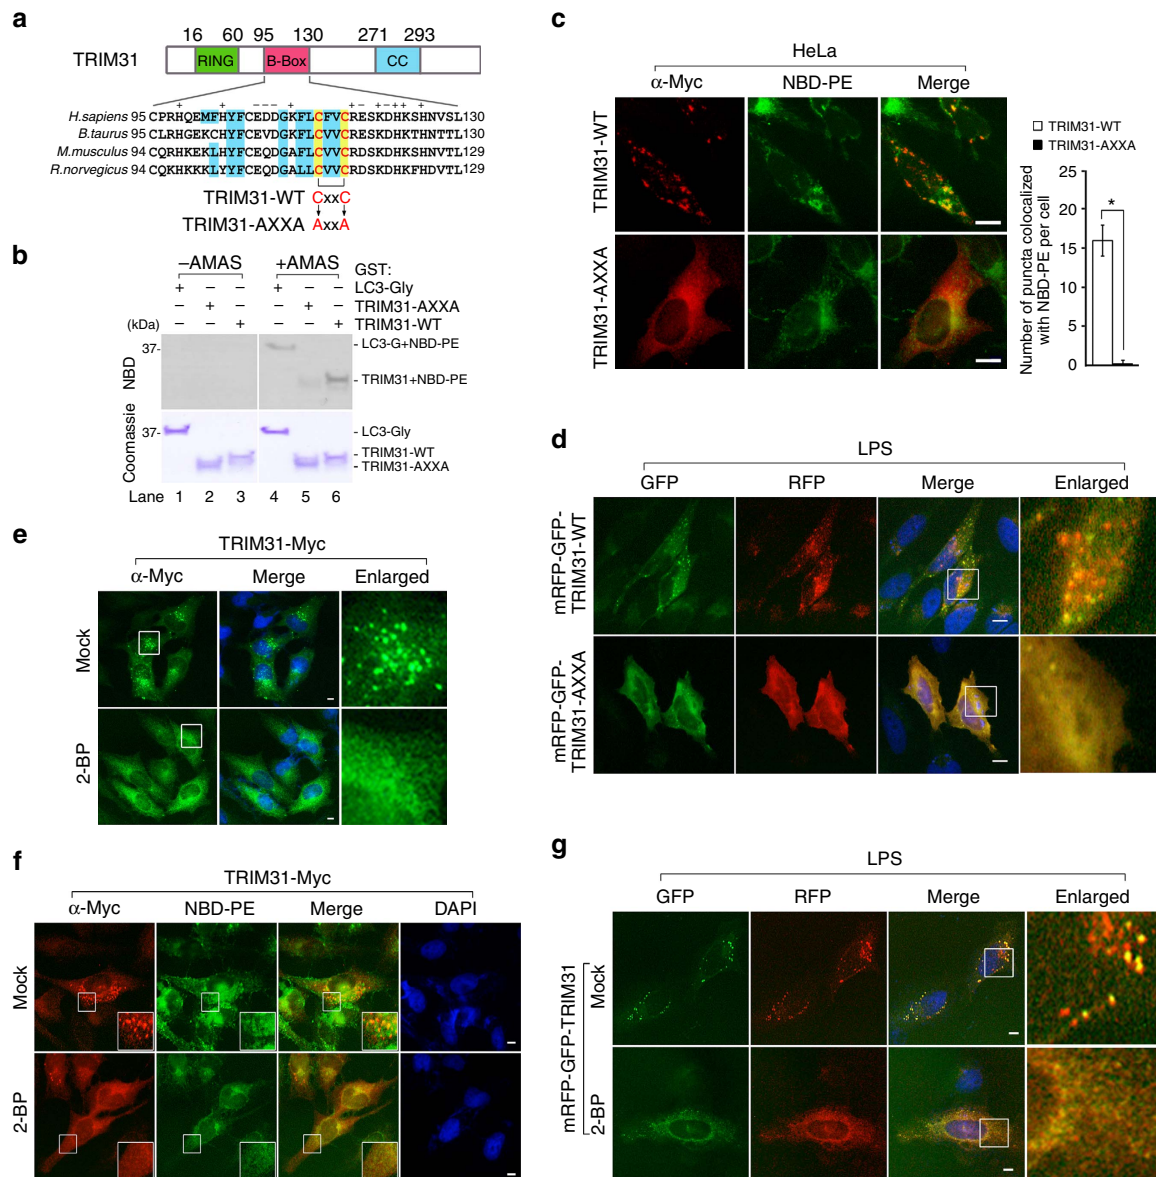 a
16 60 95 130 271 293
TRIM31 RING B-Box CC
+ + – – – + + – + + +
H.sapiens 95 CPRHQEMFHYFCEDDGKFLCFVCRESKDHKSHNVSL 130
B.taurus 95 CLRHGEKCHYFCEVDGKFLCVVCRESKDHKTHNTTL 130
M.musculus 94 CQRHKEKLHYFCEQDGAFLCVVCRDSKDHKSHNVTL 129
R.norvegicus 94 CQKHKKKLYYFCEQDGALLCVVCRDSKDHKFHDVTL 129
TRIM31-WT CxxC
TRIM31-AXXA AxxA
b
–AMAS +AMAS GST:
+ – – + – – LC3-Gly
– + – – + – TRIM31-AXXA
(kDa) – – + – – + TRIM31-WT
NBD
37- - LC3-G+NBD-PE
- TRIM31+NBD-PE
Coomassie
37- - LC3-Gly
- TRIM31-WT
- TRIM31-AXXA
Lane 1 2 3 4 5 6
c
HeLa
α-Myc NBD-PE Merge
TRIM31-WT
TRIM31-AXXA
TRIM31-WT
TRIM31-AXXA
Number of puncta colocalized
with NBD-PE per cell
25
20
15
10
5
0
*
d
LPS
GFP RFP Merge Enlarged
mRFP-GFP-
TRIM31-WT
mRFP-GFP-
TRIM31-AXXA
e
TRIM31-Myc
α-Myc Merge Enlarged
Mock
2-BP
f
TRIM31-Myc
α-Myc NBD-PE Merge DAPI
Mock
2-BP
g
LPS
GFP RFP Merge Enlarged
mRFP-GFP-TRIM31
Mock
2-BP